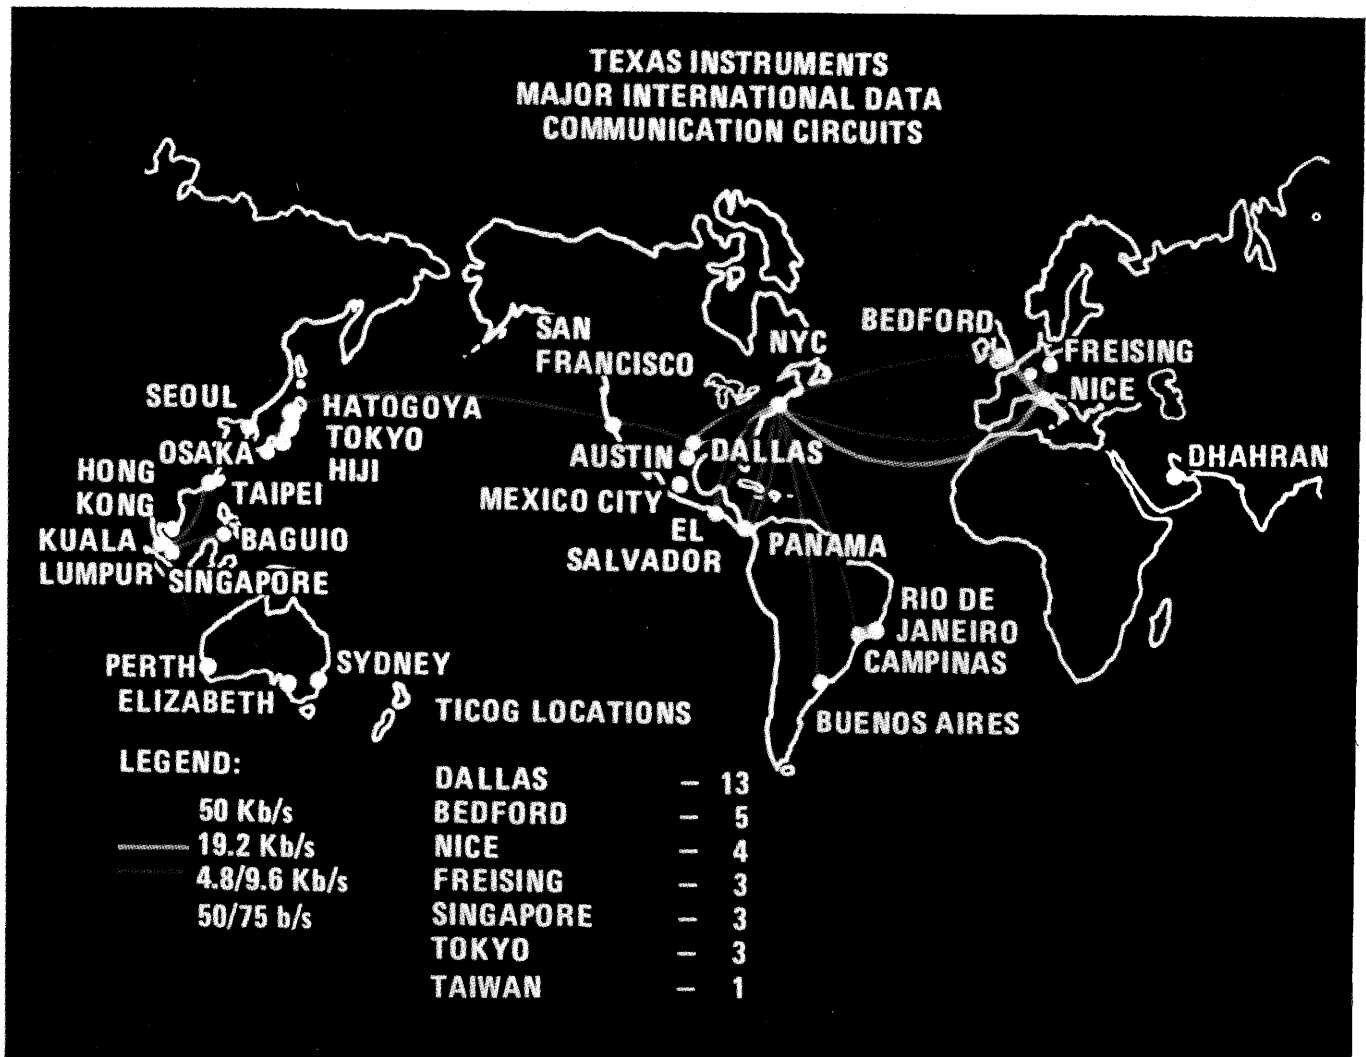 TEXAS INSTRUMENTS
MAJOR INTERNATIONAL DATA
COMMUNICATION CIRCUITS
SAN
FRANCISCO
NYC
BEDFORD
FREISING
NICE
SEOUL
HATOGOYA
TOKYO
HIJI
OSAKA
HONG
KONG
TAIPEI
AUSTIN
DALLAS
DHAHRAN
MEXICO CITY
KUALA
LUMPUR
BAGUIO
SINGAPORE
EL
SALVADOR
PANAMA
RIO DE
JANEIRO
CAMPINAS
PERTH
SYDNEY
ELIZABETH
BUENOS AIRES
TICOG LOCATIONS
LEGEND:
50 Kb/s
19.2 Kb/s
4.8/9.6 Kb/s
50/75 b/s
DALLAS – 13
BEDFORD – 5
NICE – 4
FREISING – 3
SINGAPORE – 3
TOKYO – 3
TAIWAN – 1